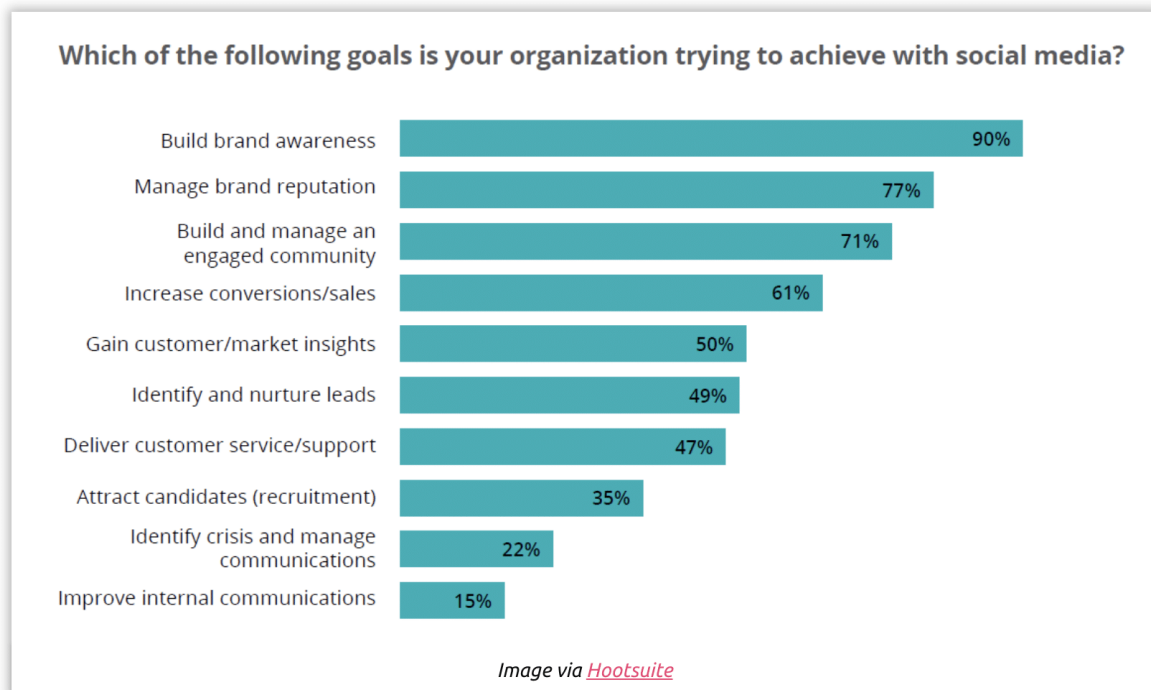 Which of the following goals is your organization trying to achieve with social media?
Build brand awareness 90%
Manage brand reputation 77%
Build and manage an
engaged community 71%
Increase conversions/sales 61%
Gain customer/market insights 50%
Identify and nurture leads 49%
Deliver customer service/support 47%
Attract candidates (recruitment) 35%
Identify crisis and manage
communications 22%
Improve internal communications 15%
Image via Hootsuite